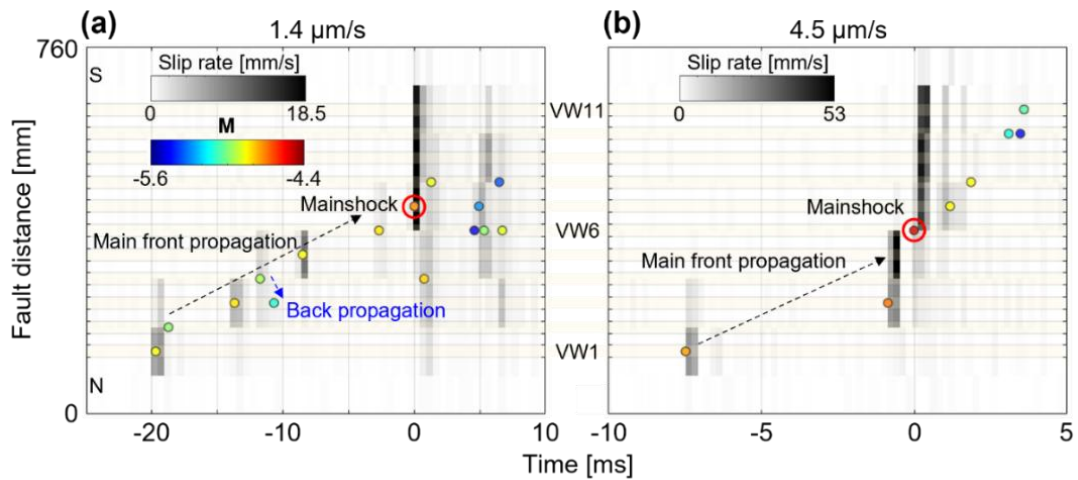 (a)
1.4 μm/s
(b)
4.5 μm/s
760
S
Slip rate [mm/s]
0
18.5
M
-5.6
-4.4
Slip rate [mm/s]
0
53
VW11
Mainshock
Mainshock
VW6
Main front propagation
Main front propagation
Back propagation
VW1
N
0
Fault distance [mm]
-20
-10
0
10
-10
-5
0
5
Time [ms]